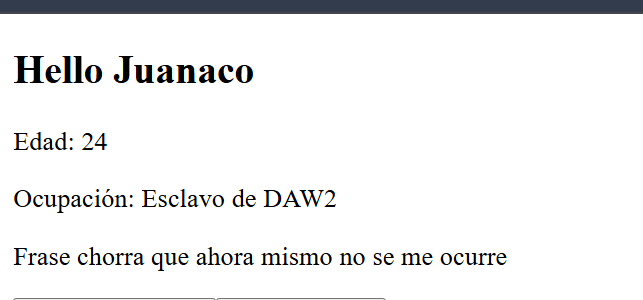 Hello Juanaco
Edad: 24
Ocupación: Esclavo de DAW2
Frase chorra que ahora mismo no se me ocurre